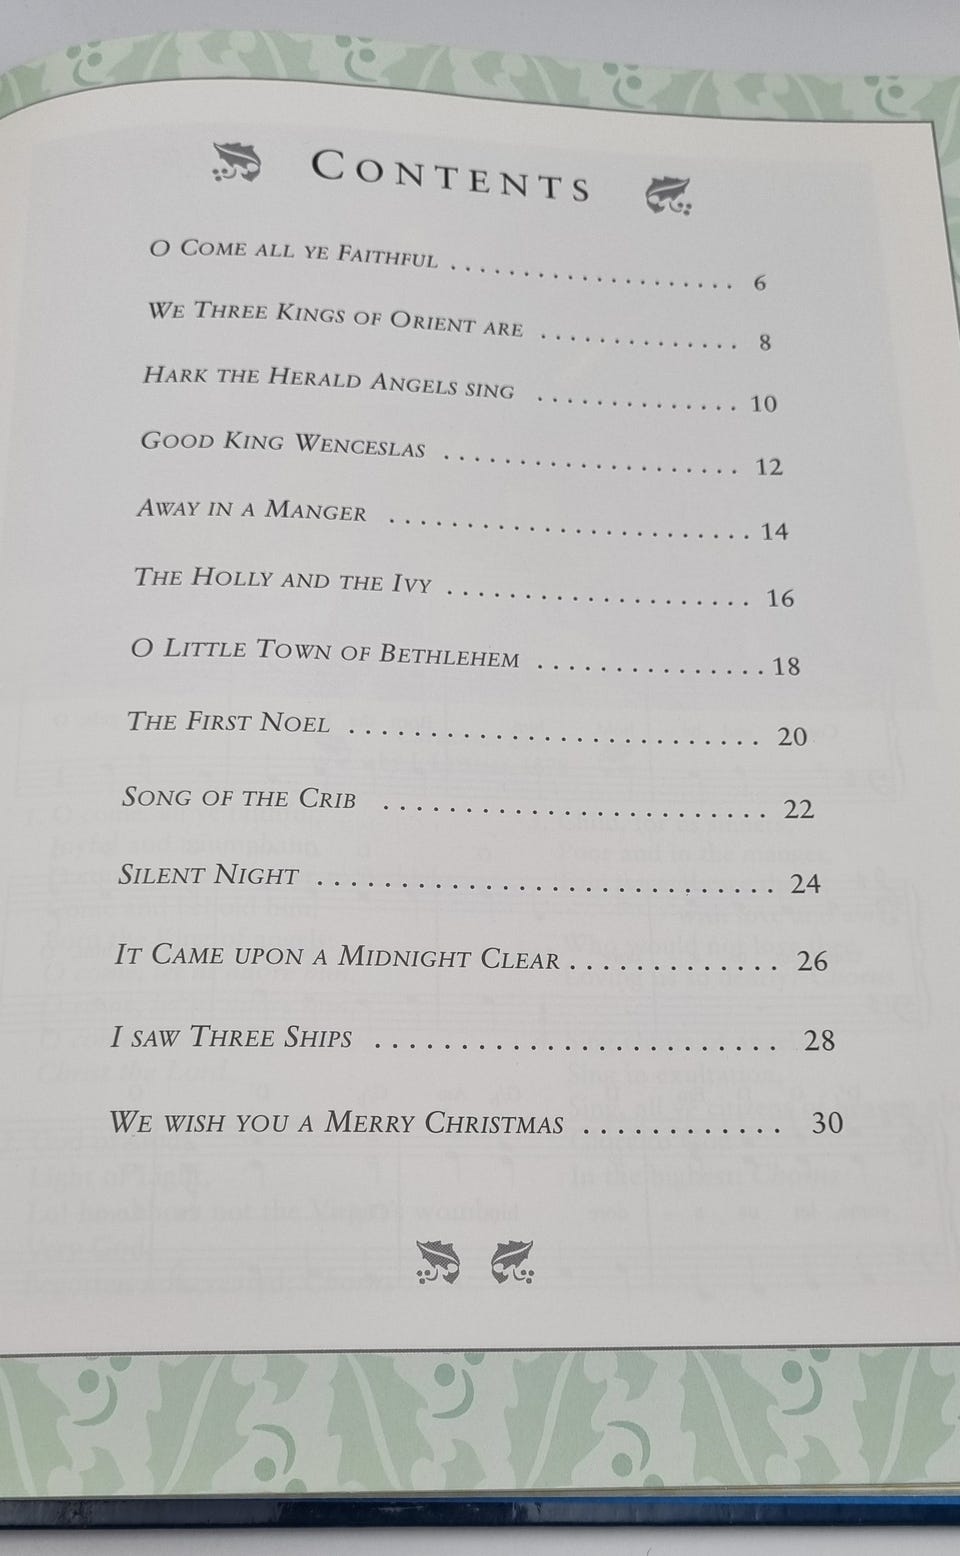 CONTENTS
O COME ALL YE FAITHFUL .................... 6
WE THREE KINGS OF ORIENT ARE .............. 8
HARK THE HERALD ANGELS SING .............. 10
GOOD KING WENCESLAS ................... 12
AWAY IN A MANGER ....................... 14
THE HOLLY AND THE IVY ................... 16
O LITTLE TOWN OF BETHLEHEM .............. 18
THE FIRST NOEL ......................... 20
SONG OF THE CRIB ....................... 22
SILENT NIGHT ........................... 24
IT CAME UPON A MIDNIGHT CLEAR ............. 26
I SAW THREE SHIPS ........................ 28
WE WISH YOU A MERRY CHRISTMAS ............ 30